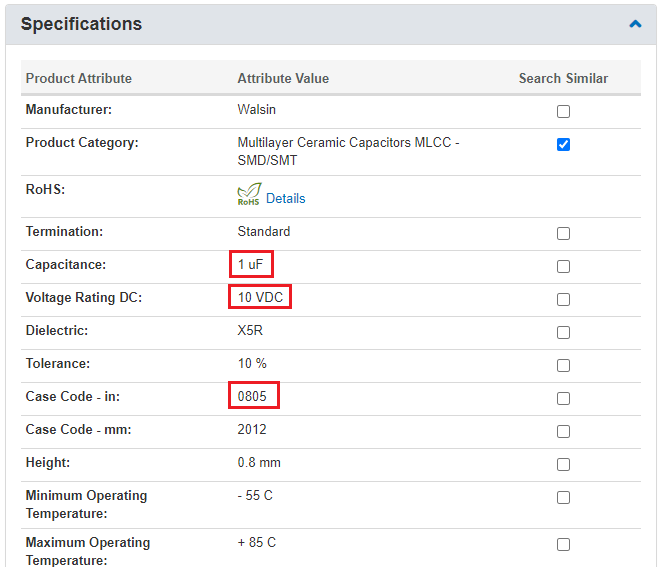 Specifications
Product Attribute Attribute Value Search Similar
Manufacturer: Walsin
Product Category: Multilayer Ceramic Capacitors MLCC -
SMD/SMT
RoHS: RoHS Details
Termination: Standard
Capacitance: 1 uF
Voltage Rating DC: 10 VDC
Dielectric: X5R
Tolerance: 10 %
Case Code - in: 0805
Case Code - mm: 2012
Height: 0.8 mm
Minimum Operating - 55 C
Temperature:
Maximum Operating + 85 C
Temperature: